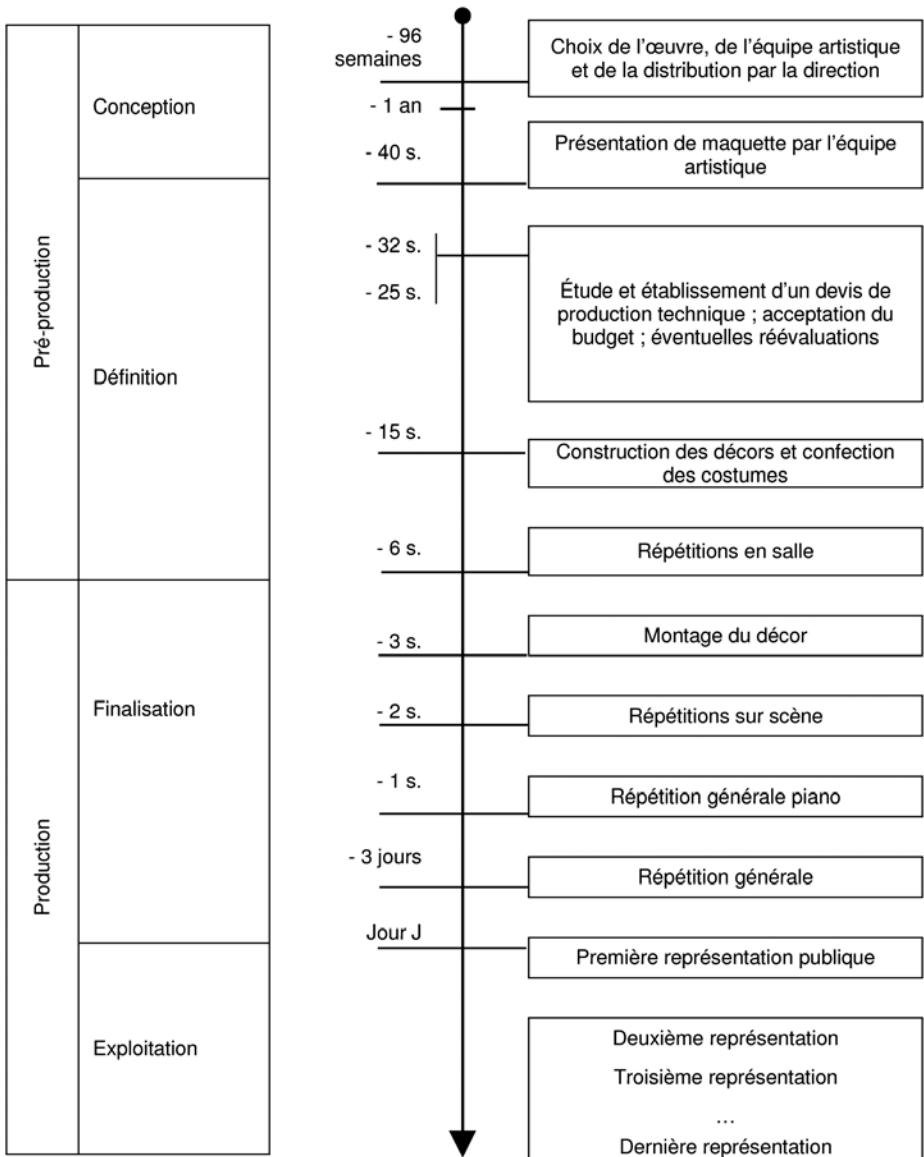 Pré-production
Production
Conception
Définition
Finalisation
Exploitation
- 96
semaines
- 1 an
- 40 s.
- 32 s.
- 25 s.
- 15 s.
- 6 s.
- 3 s.
- 2 s.
- 1 s.
- 3 jours
Jour J
Choix de l’œuvre, de l’équipe artistique
et de la distribution par la direction
Présentation de maquette par l’équipe
artistique
Étude et établissement d’un devis de
production technique ; acceptation du
budget ; éventuelles réévaluations
Construction des décors et confection
des costumes
Répétitions en salle
Montage du décor
Répétitions sur scène
Répétition générale piano
Répétition générale
Première représentation publique
Deuxième représentation
Troisième représentation
…
Dernière représentation